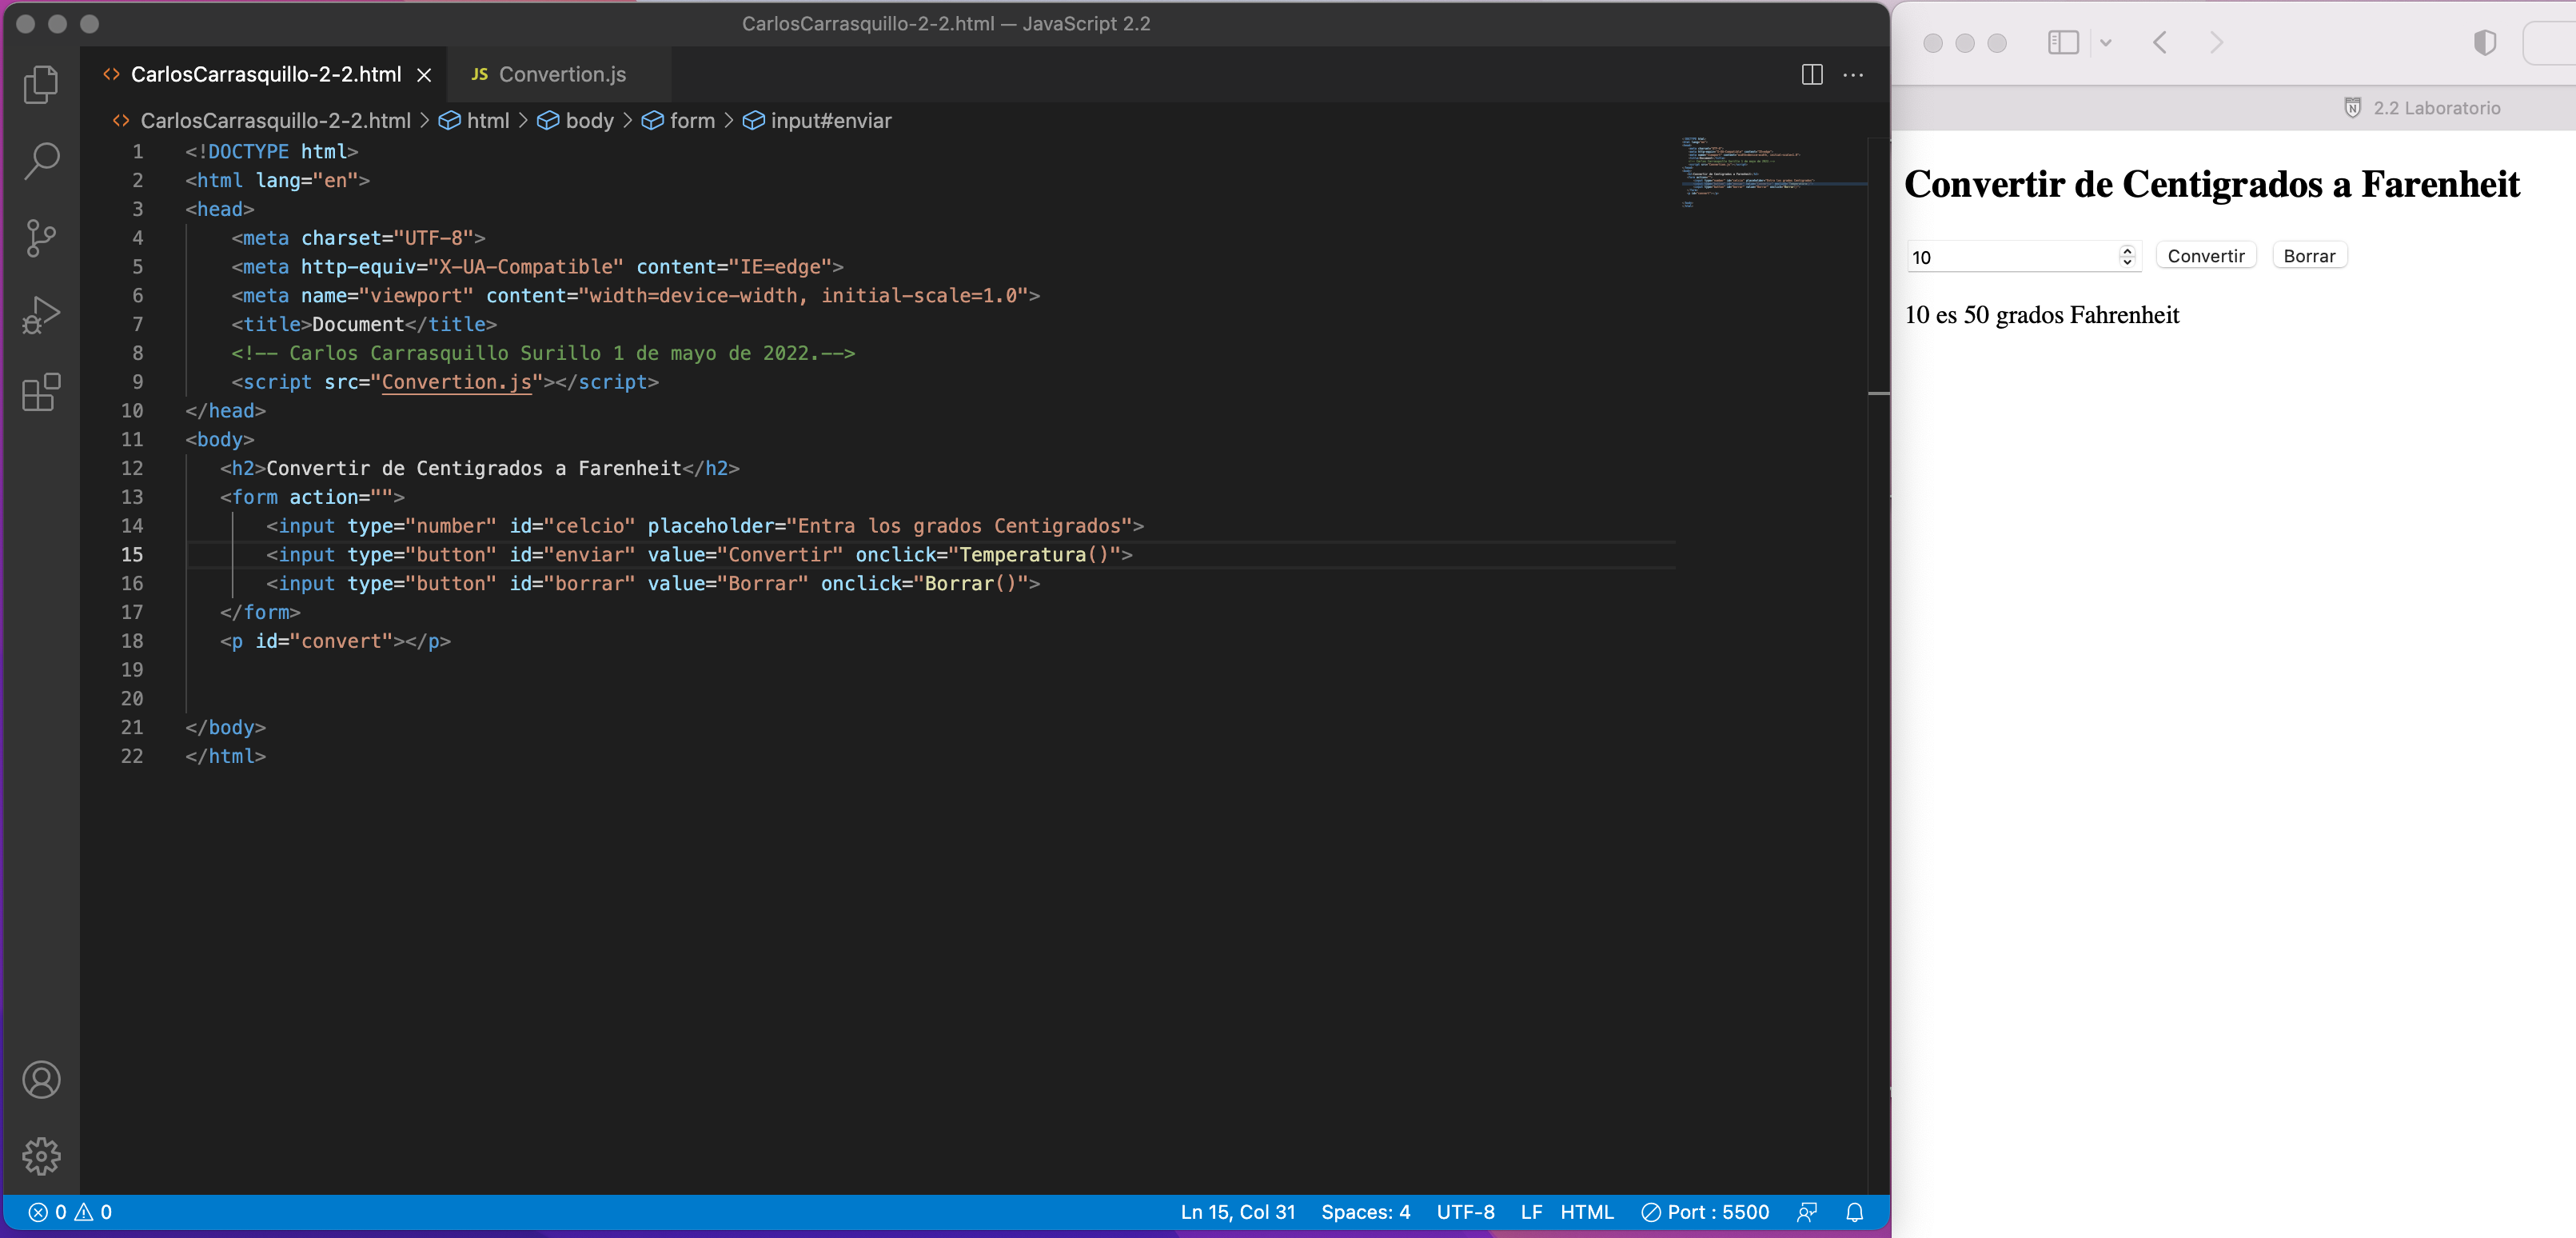 CarlosCarrasquillo-2-2.html — JavaScript 2.2
CarlosCarrasquillo-2-2.html
JS Convertion.js
CarlosCarrasquillo-2-2.html > html > body > form > input#enviar
1 <!DOCTYPE html>
2 <html lang="en">
3 <head>
4 <meta charset="UTF-8">
5 <meta http-equiv="X-UA-Compatible" content="IE=edge">
6 <meta name="viewport" content="width=device-width, initial-scale=1.0">
7 <title>Document</title>
8 <!-- Carlos Carrasquillo Surillo 1 de mayo de 2022.-->
9 <script src="Convertion.js"></script>
10 </head>
11 <body>
12 <h2>Convertir de Centigrados a Farenheit</h2>
13 <form action="">
14 <input type="number" id="celcio" placeholder="Entra los grados Centigrados">
15 <input type="button" id="enviar" value="Convertir" onclick="Temperatura()">
16 <input type="button" id="borrar" value="Borrar" onclick="Borrar()">
17 </form>
18 <p id="convert"></p>
19
20
21 </body>
22 </html>
0 0
Ln 15, Col 31 Spaces: 4 UTF-8 LF HTML Port : 5500
2.2 Laboratorio
Convertir de Centigrados a Farenheit
10 Convertir Borrar
10 es 50 grados Fahrenheit